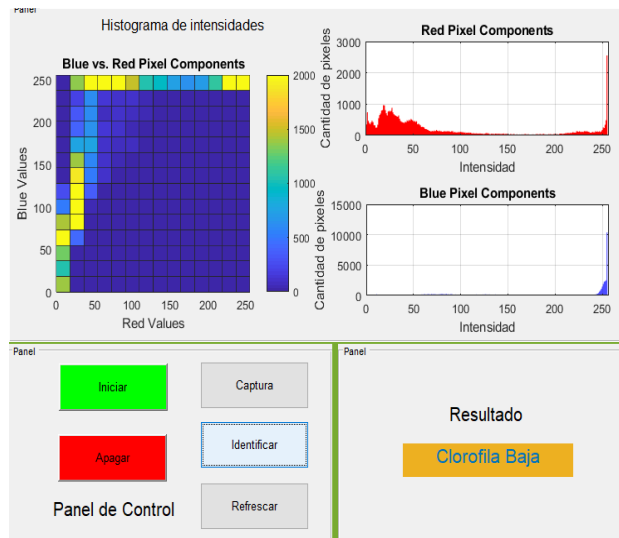 Panel
Histograma de intensidades
Blue vs. Red Pixel Components
250
200
150
100
50
0
Blue Values
0 50 100 150 200 250
Red Values
2000
1500
1000
500
0
Red Pixel Components
3000
2000
1000
0
Cantidad de pixeles
0 50 100 150 200 250
Intensidad
Blue Pixel Components
15000
10000
5000
0
Cantidad de pixeles
0 50 100 150 200 250
Intensidad
Panel
Iniciar
Captura
Apagar
Identificar
Panel de Control
Refrescar
Panel
Resultado
Clorofila Baja